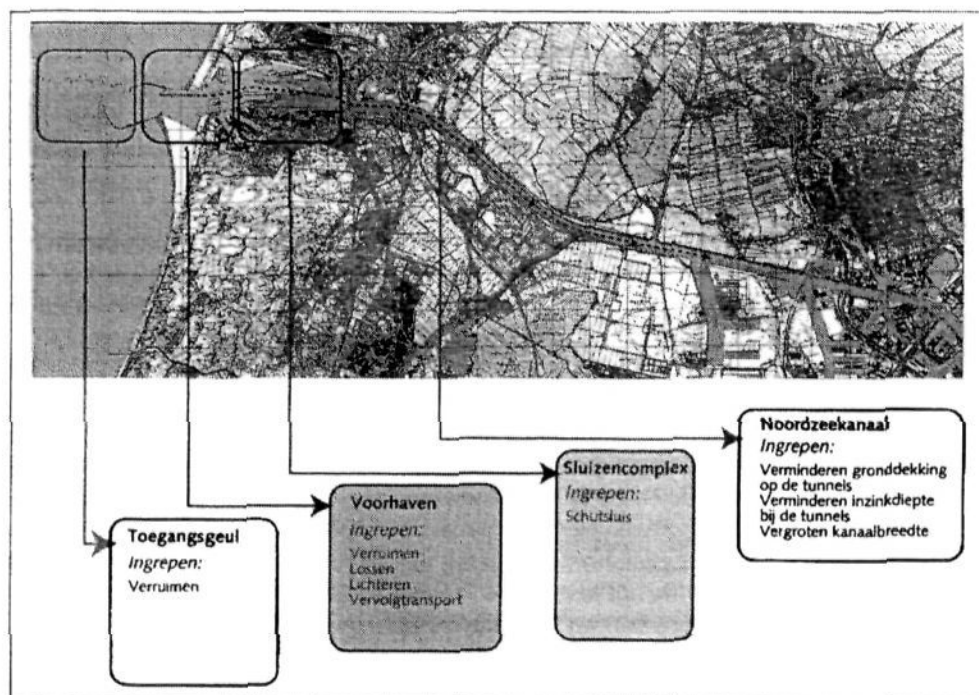 Toegangsgeul
Ingrepen:
Verruimen
Voorhaven
Ingrepen:
Verruimen
Lossen
Lichteren
Vervolgtransport
Sluizencomplex
Ingrepen:
Schutsluis
Noordzeekanaal
Ingrepen:
Verminderen gronddekking
op de tunnels
Verminderen inzinkdiepte
bij de tunnels
Vergroten kanaalbreedte